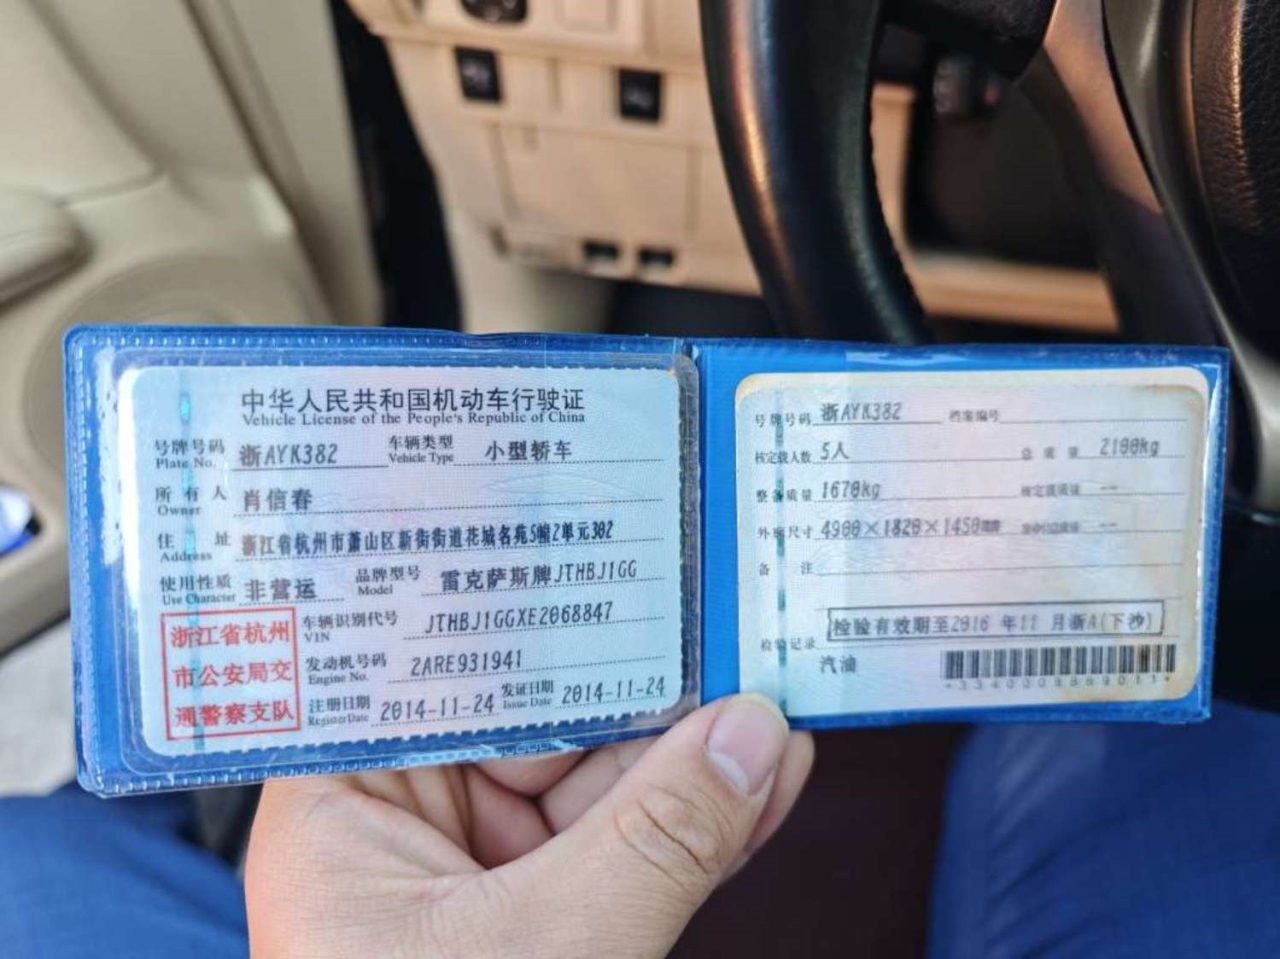 中华人民共和国机动车行驶证
Vehicle License of the People's Republic of China
号牌号码 浙AYK382 车辆类型 小型轿车
Plate No. Vehicle Type
所有人 肖信春
Owner
住址 浙江省杭州市萧山区新街街道花城名苑5幢2单元302
Address
使用性质 非营运 品牌型号 雷克萨斯牌JTHBJ1GG
Use Character Model
浙江省杭州
市公安局交
通警察支队
车辆识别代号 JTHBJ1GGXE2068847
VIN
发动机号码 2ARE931941
Engine No.
注册日期 2014-11-24 发证日期 2014-11-24
Register Date Issue Date
号牌号码 浙AYK382 档案编号
核定载人数 5人 总质量 2100kg
整备质量 1670kg 核定载质量 --
外廓尺寸 4900×1820×1450 --
备注
检验有效期至2016 年11 月浙A(下沙)
检验记录
汽油